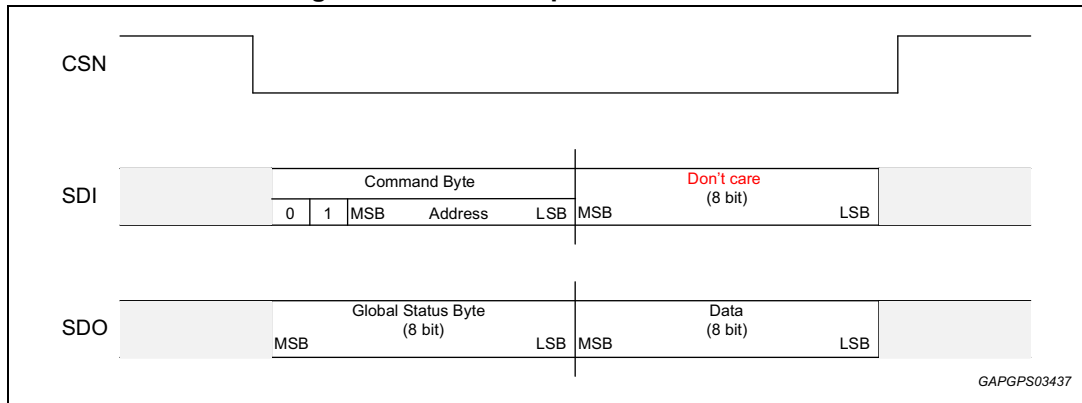 CSN
SDI
Command Byte
0 1 MSB Address LSB
Don't care
(8 bit)
MSB LSB
SDO
Global Status Byte
(8 bit)
MSB LSB
Data
(8 bit)
MSB LSB
GAPGPS03437